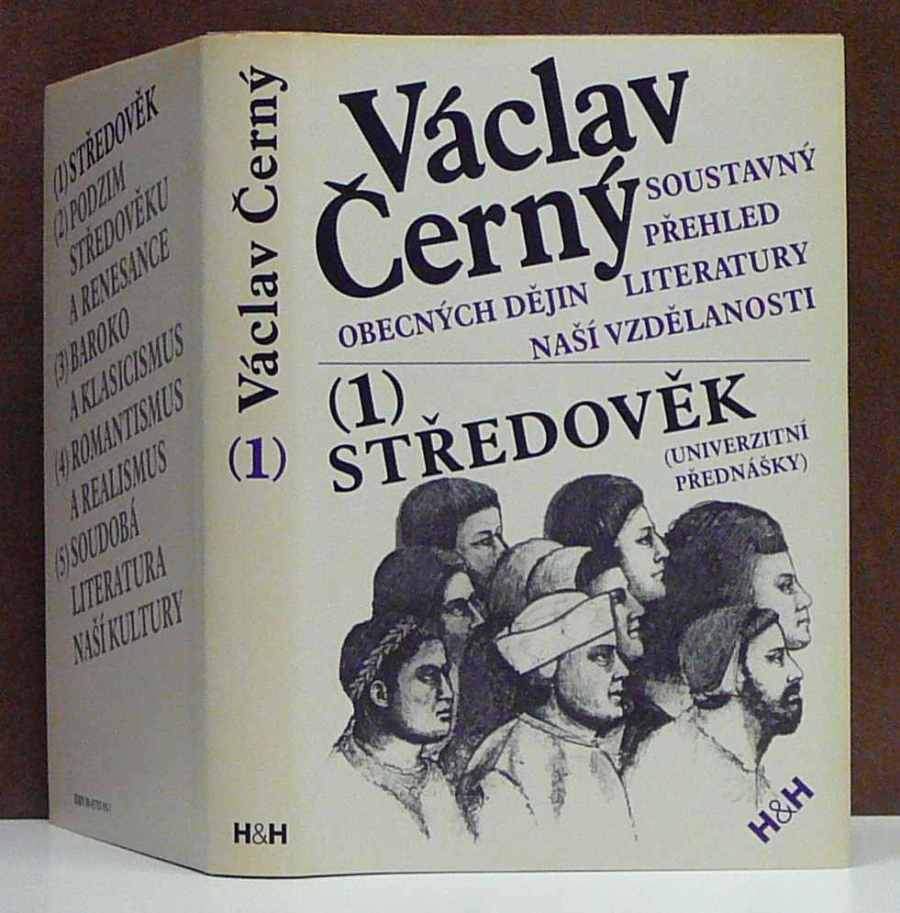 (1) STŘEDOVĚK
(2) PODZIM
STŘEDOVĚKU
A RENESANCE
(3) BAROKO
A KLASICISMUS
(4) ROMANTISMUS
A REALISMUS
(5) SOUDOBÁ
LITERATURA
NAŠÍ KULTURY
ISBN
(1) Václav Černý
H&H
Václav
Černý
SOUSTAVNÝ
PŘEHLED
OBECNÝCH DĚJIN LITERATURY
NAŠÍ VZDĚLANOSTI
(1)
STŘEDOVĚK
(UNIVERZITNÍ
PŘEDNÁŠKY)
H&H